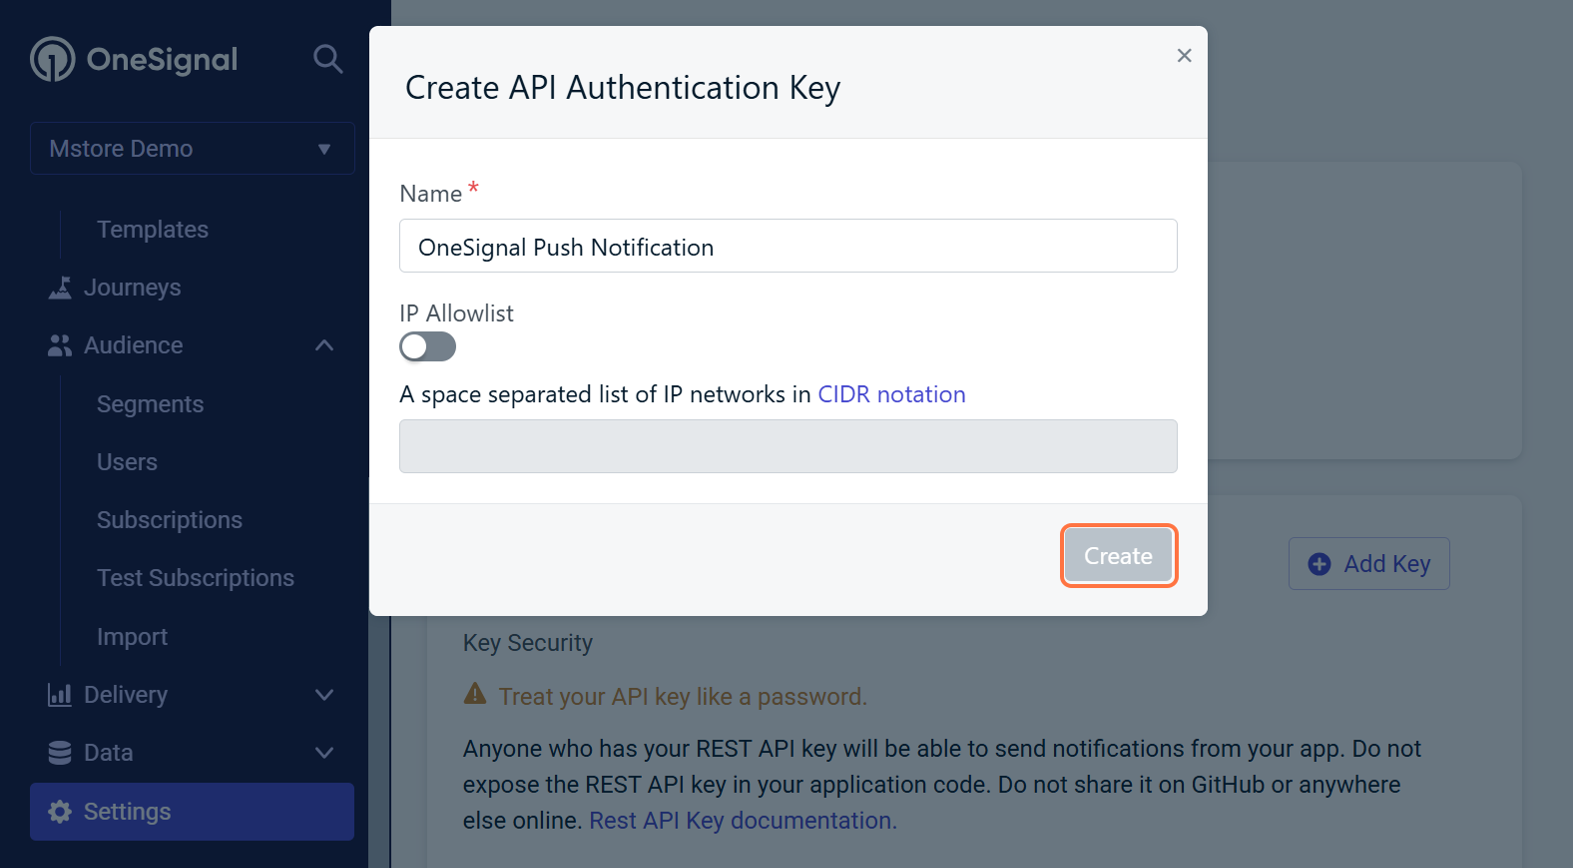 OneSignal
Mstore Demo
Templates
Journeys
Audience
Segments
Users
Subscriptions
Test Subscriptions
Import
Delivery
Data
Settings
Create API Authentication Key
Name *
OneSignal Push Notification
IP Allowlist
A space separated list of IP networks in CIDR notation
Create
Add Key
Key Security
Treat your API key like a password.
Anyone who has your REST API key will be able to send notifications from your app. Do not
expose the REST API key in your application code. Do not share it on GitHub or anywhere
else online. Rest API Key documentation.